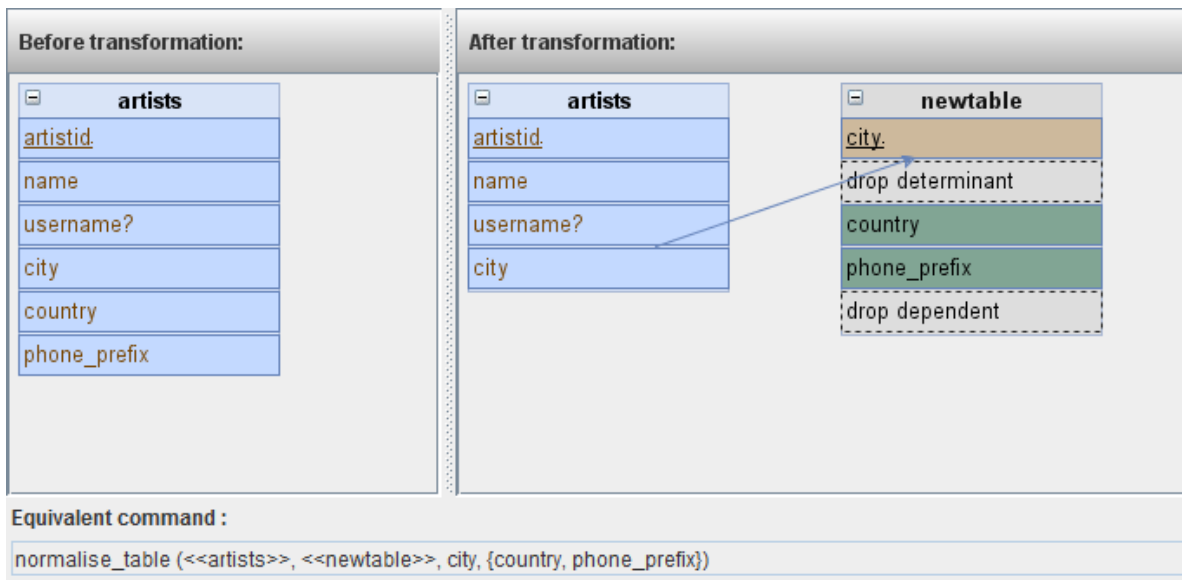 Before transformation:
artists
artistid.
name
username?
city
country
phone_prefix
After transformation:
artists
artistid.
name
username?
city
newtable
city.
drop determinant
country
phone_prefix
drop dependent
Equivalent command :
normalise_table (<<artists>>, <<newtable>>, city, {country, phone_prefix})